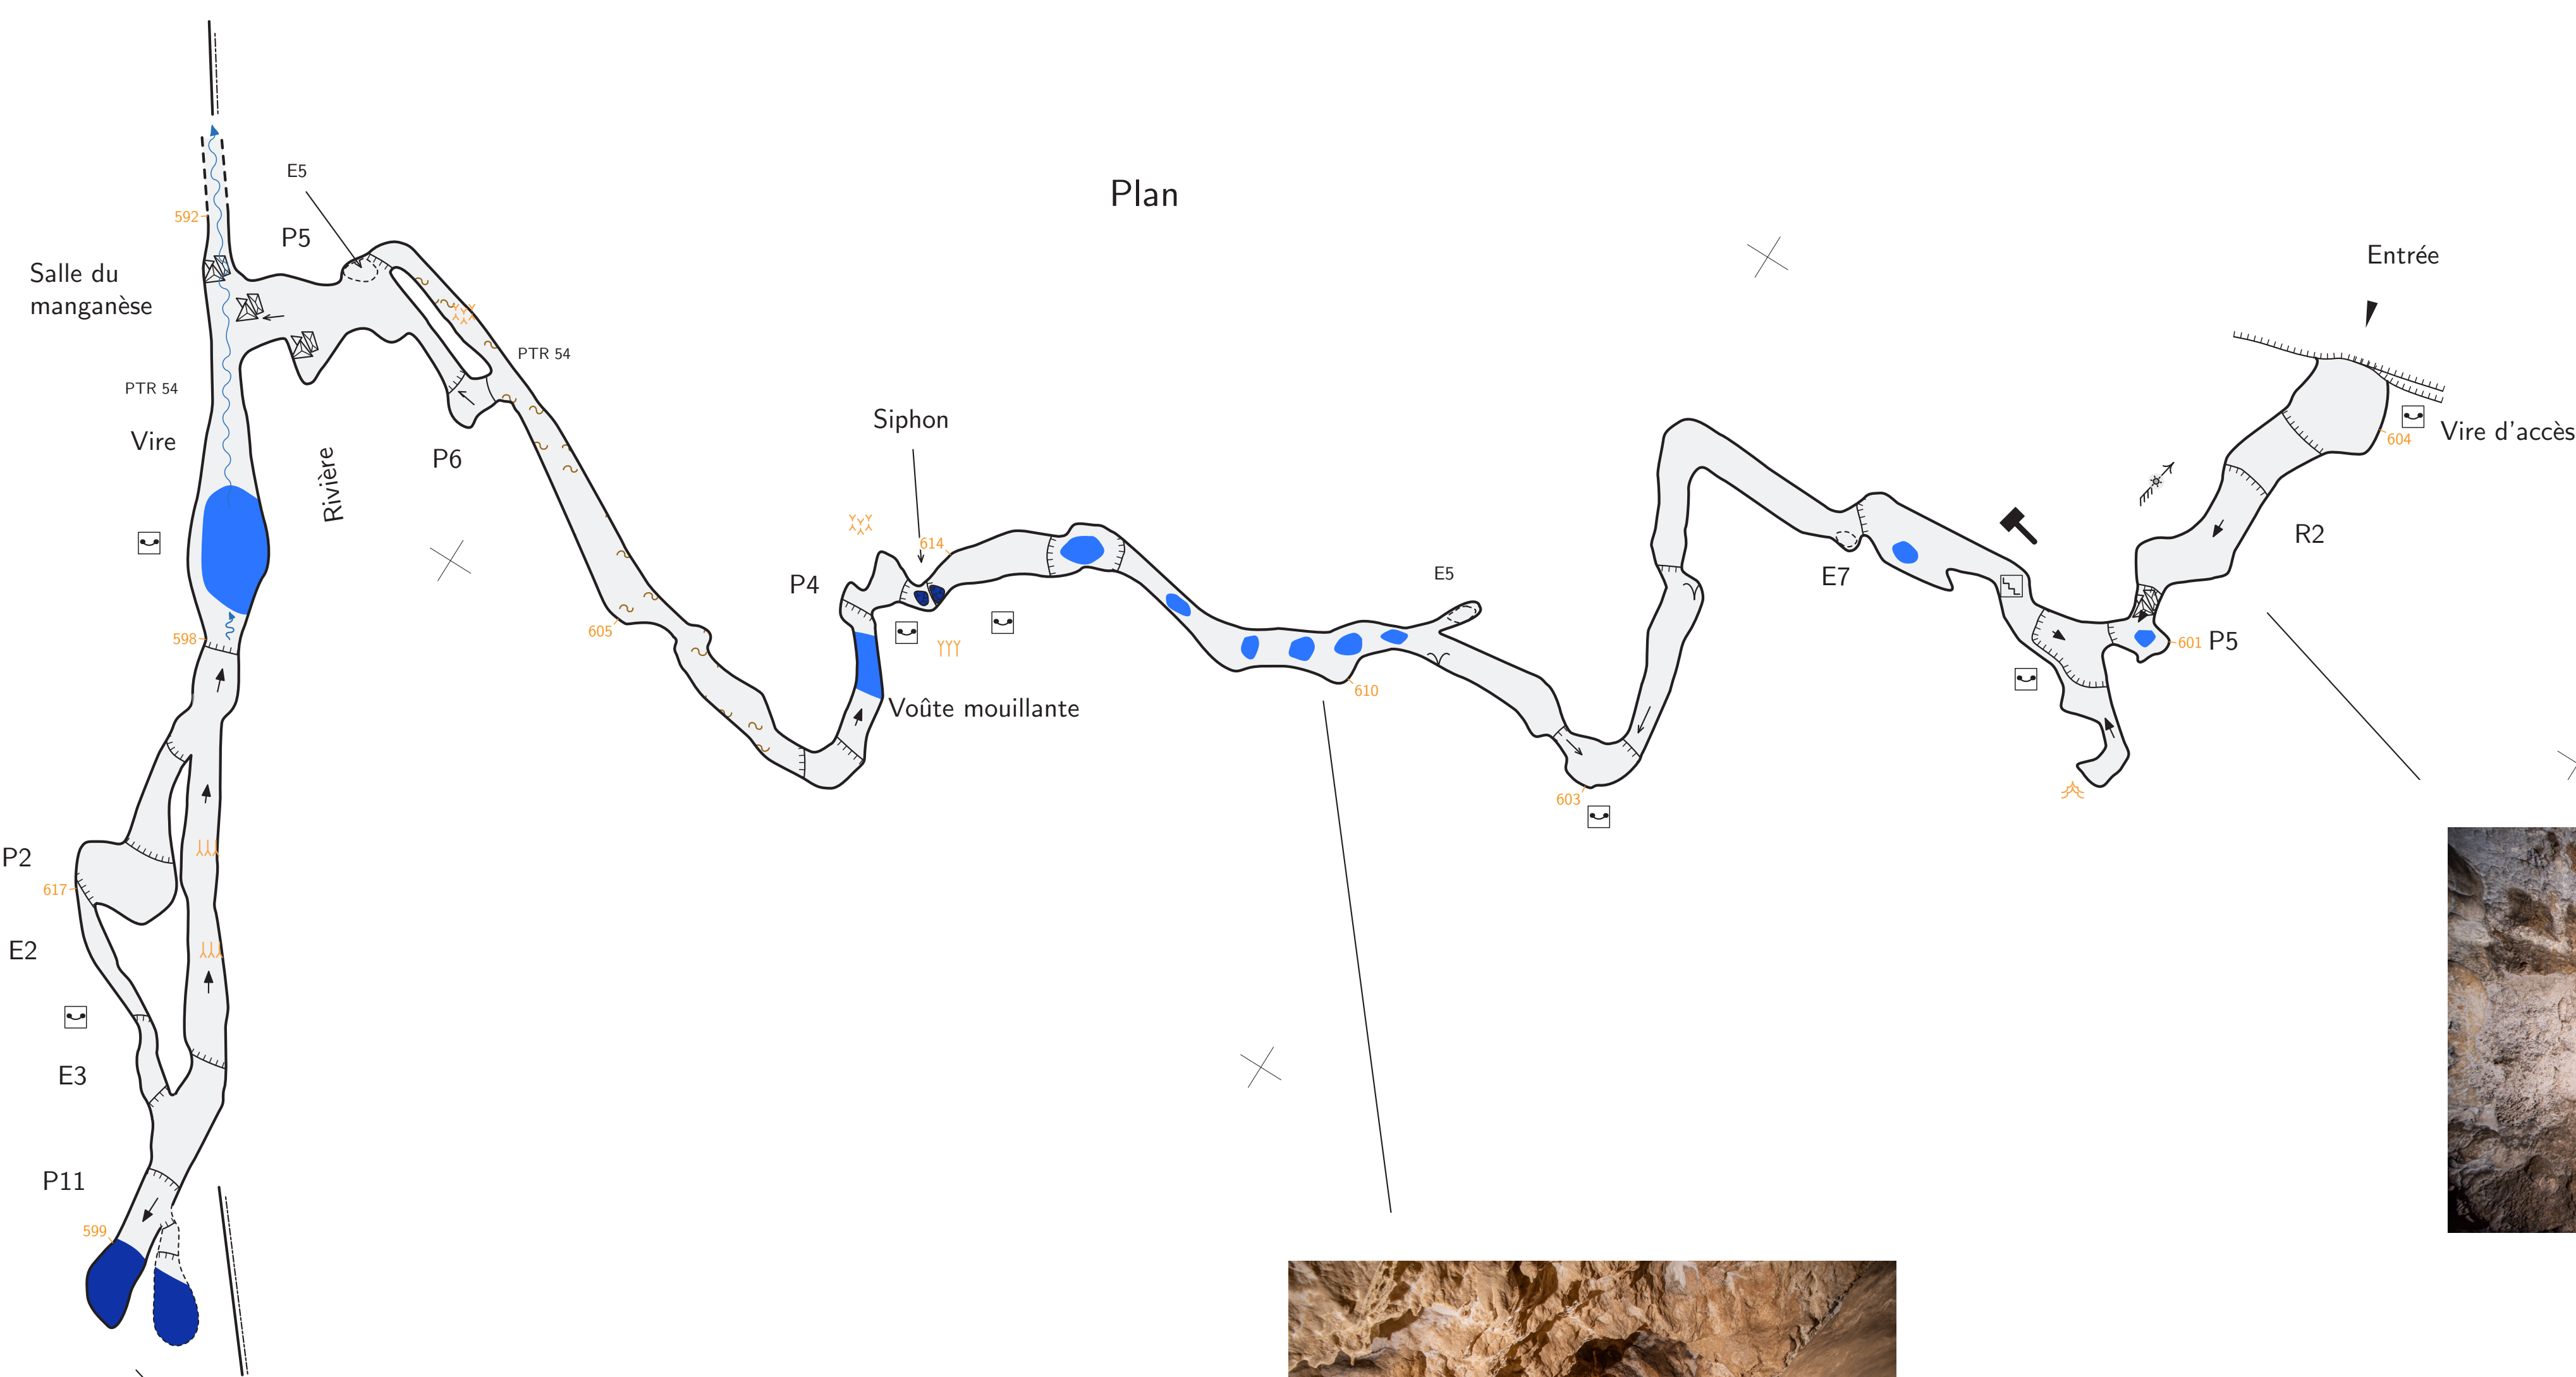 Plan
Entrée
604
Vire d'accès
R2
601
P5
E7
603
E5
610
Siphon
614
P4
Voûte mouillante
605
PTR 54
P6
E5
P5
592
Salle du
manganèse
PTR 54
Vire
Rivière
598
P2
617
E2
E3
P11
599